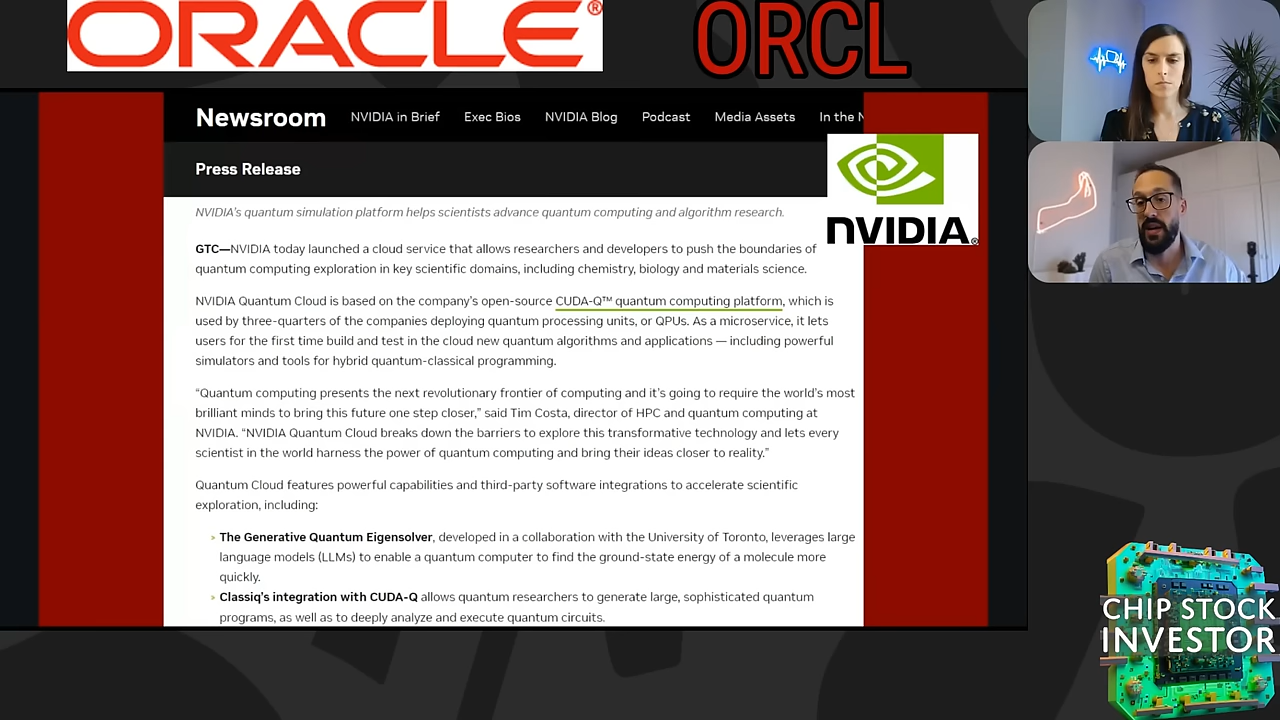 ORACLE®
ORCL
Newsroom NVIDIA in Brief Exec Bios NVIDIA Blog Podcast Media Assets In the N
Press Release
NVIDIA®
NVIDIA's quantum simulation platform helps scientists advance quantum computing and algorithm research.
GTC—NVIDIA today launched a cloud service that allows researchers and developers to push the boundaries of
quantum computing exploration in key scientific domains, including chemistry, biology and materials science.
NVIDIA Quantum Cloud is based on the company's open-source CUDA-Q™ quantum computing platform, which is
used by three-quarters of the companies deploying quantum processing units, or QPUs. As a microservice, it lets
users for the first time build and test in the cloud new quantum algorithms and applications — including powerful
simulators and tools for hybrid quantum-classical programming.
“Quantum computing presents the next revolutionary frontier of computing and it's going to require the world's most
brilliant minds to bring this future one step closer,” said Tim Costa, director of HPC and quantum computing at
NVIDIA. “NVIDIA Quantum Cloud breaks down the barriers to explore this transformative technology and lets every
scientist in the world harness the power of quantum computing and bring their ideas closer to reality.”
Quantum Cloud features powerful capabilities and third-party software integrations to accelerate scientific
exploration, including:
› The Generative Quantum Eigensolver, developed in a collaboration with the University of Toronto, leverages large
language models (LLMs) to enable a quantum computer to find the ground-state energy of a molecule more
quickly.
› Classiq's integration with CUDA-Q allows quantum researchers to generate large, sophisticated quantum
programs, as well as to deeply analyze and execute quantum circuits.
CHIP STOCK
INVESTOR